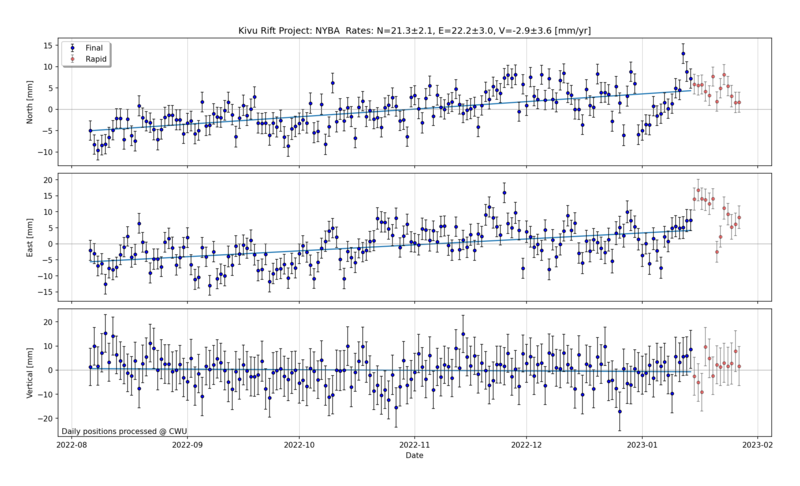 Kivu Rift Project: NYBA Rates: N=21.3±2.1, E=22.2±3.0, V=-2.9±3.6 [mm/yr]
Final
Rapid
North [mm]
15
10
5
0
−5
−10
East [mm]
20
15
10
5
0
−5
−10
−15
Vertical [mm]
20
10
0
−10
−20
Daily positions processed @ CWU
2022-08 2022-09 2022-10 2022-11 2022-12 2023-01 2023-02
Date